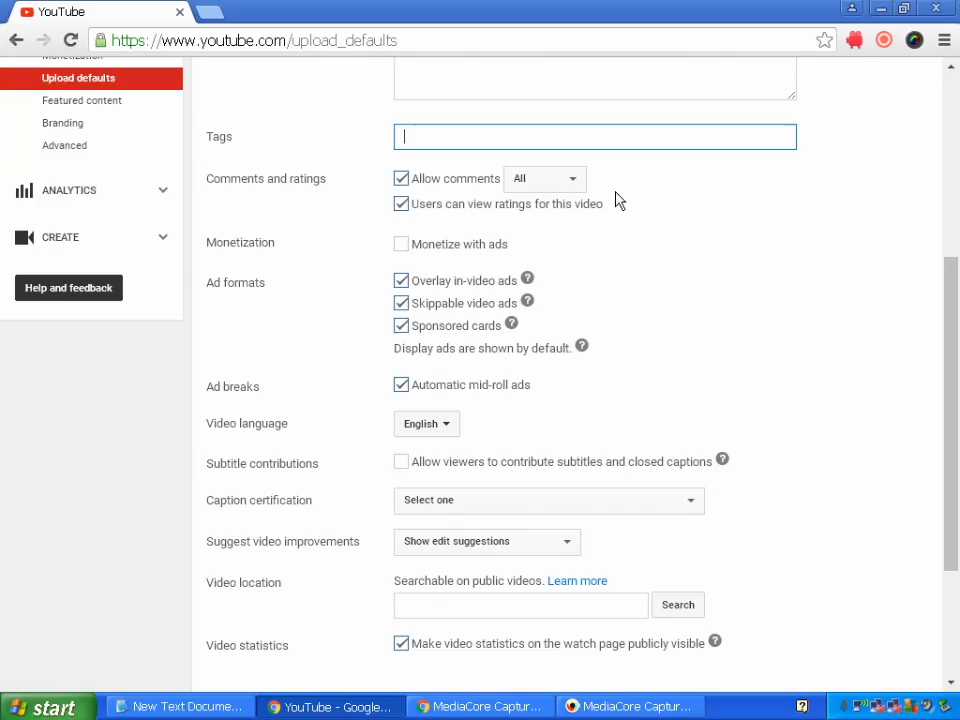 YouTube
https://www.youtube.com/upload_defaults
Monetization
Upload defaults
Featured content
Branding
Advanced
ANALYTICS
CREATE
Help and feedback
Tags
Comments and ratings
Allow comments
All
Users can view ratings for this video
Monetization
Monetize with ads
Ad formats
Overlay in-video ads ?
Skippable video ads ?
Sponsored cards ?
Display ads are shown by default. ?
Ad breaks
Automatic mid-roll ads
Video language
English
Subtitle contributions
Allow viewers to contribute subtitles and closed captions ?
Caption certification
Select one
Suggest video improvements
Show edit suggestions
Video location
Searchable on public videos. Learn more
Search
Video statistics
Make video statistics on the watch page publicly visible ?
start
New Text Docume...
YouTube - Google...
MediaCore Captur...
MediaCore Captur...
?